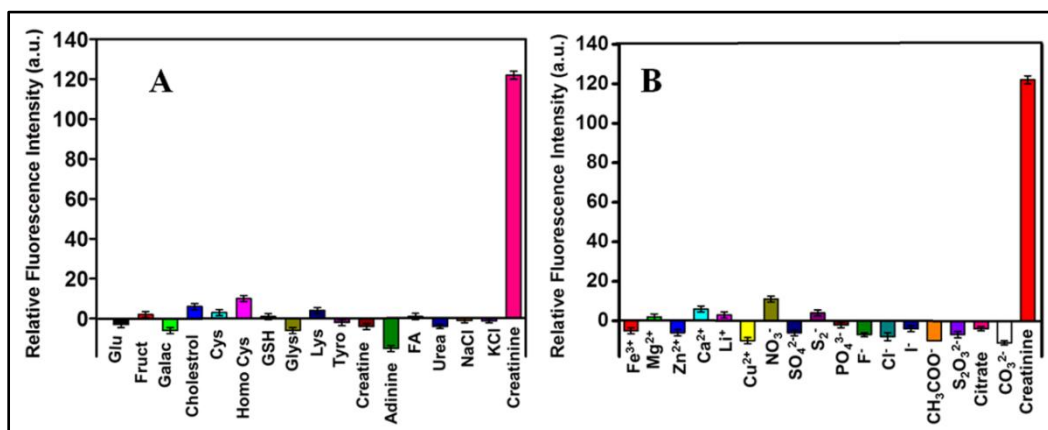 A
Relative Fluorescence Intensity (a.u.)
140
120
100
80
60
40
20
0
Glu
Fruct
Galac
Cholestrol
Cys
Homo Cys
GSH
Glys
Lys
Tyro
Creatine
Adinine
FA
Urea
NaCl
KCl
Creatinine
B
Relative Fluorescence Intensity (a.u.)
140
120
100
80
60
40
20
0
Fe³⁺
Mg²⁺
Zn²⁺
Ca²⁺
Li⁺
Cu²⁺
NO₃⁻
SO₄²⁻
S₂⁻
PO₄³⁻
F⁻
Cl⁻
I⁻
CH₃COO⁻
S₂O₃²⁻
Citrate
CO₃²⁻
Creatinine